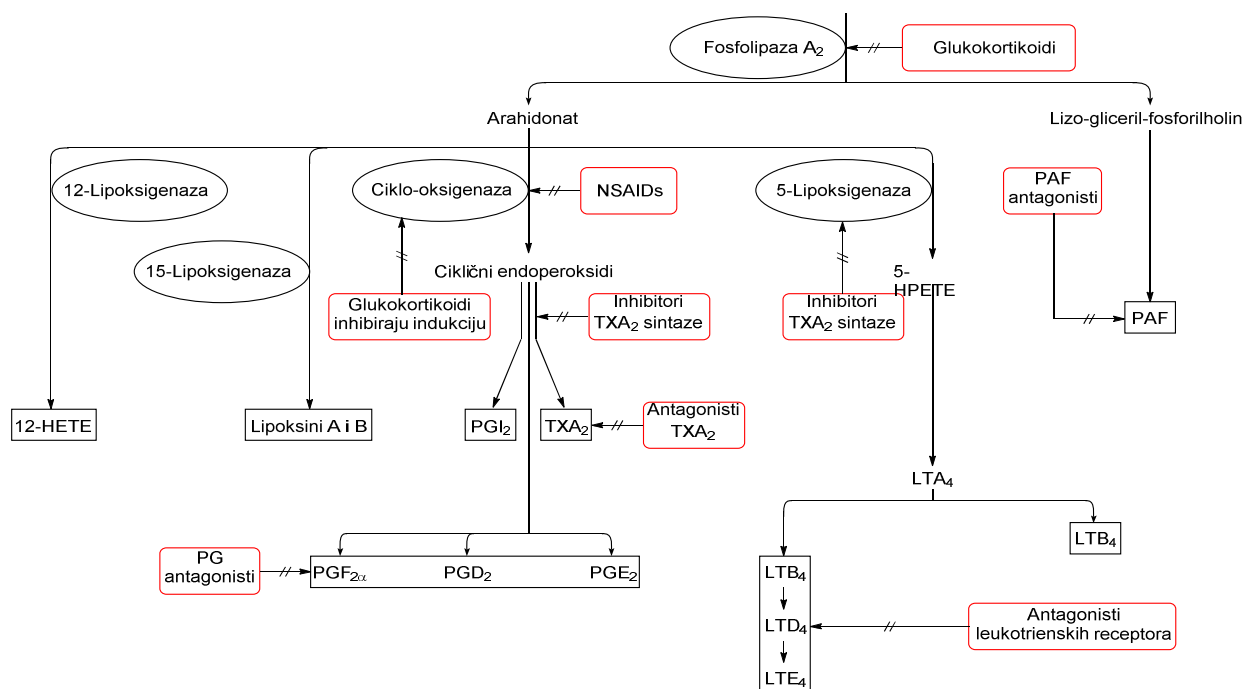 Fosfolipaza A2
Glukokortikoidi
Arahidonat
Lizo-gliceril-fosforilholin
12-Lipoksigenaza
Ciklo-oksigenaza
NSAIDs
5-Lipoksigenaza
PAF
antagonisti
15-Lipoksigenaza
Ciklični endoperoksidi
5-
HPETE
Glukokortikoidi
inhibiraju indukciju
Inhibitori
TXA2 sintaze
Inhibitori
TXA2 sintaze
PAF
12-HETE
Lipoksini A i B
PGI2
TXA2
Antagonisti
TXA2
LTA4
LTB4
PG
antagonisti
PGF2α
PGD2
PGE2
LTB4
LTD4
LTE4
Antagonisti
leukotrienskih receptora